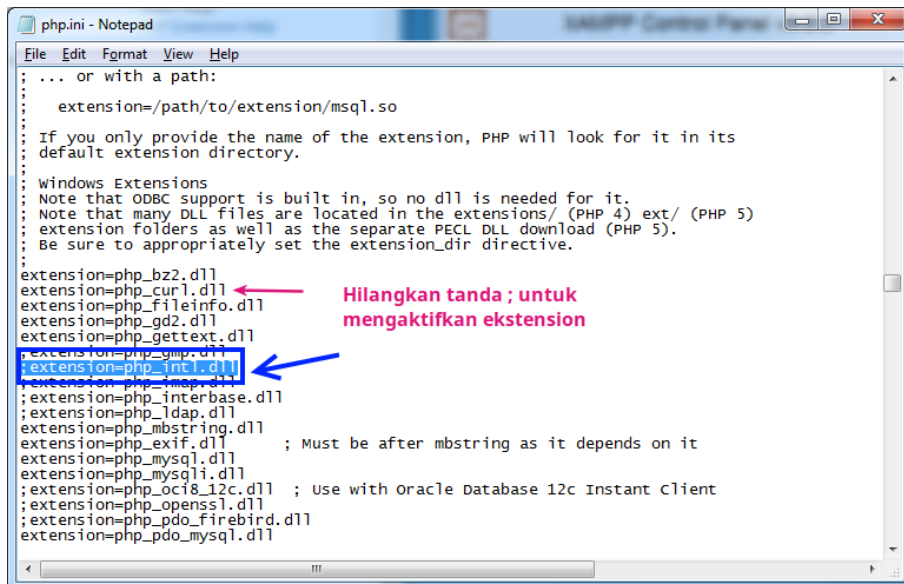 php.ini - Notepad
XAMPP Control Panel
File Edit Format View Help
; ... or with a path:
;
;   extension=/path/to/extension/msql.so
;
; If you only provide the name of the extension, PHP will look for it in its
; default extension directory.
;
; Windows Extensions
; Note that ODBC support is built in, so no dll is needed for it.
; Note that many DLL files are located in the extensions/ (PHP 4) ext/ (PHP 5)
; extension folders as well as the separate PECL DLL download (PHP 5).
; Be sure to appropriately set the extension_dir directive.
;
extension=php_bz2.dll
extension=php_curl.dll
extension=php_fileinfo.dll
extension=php_gd2.dll
extension=php_gettext.dll
;extension=php_gmp.dll
;extension=php_intl.dll
;extension=php_imap.dll
;extension=php_interbase.dll
;extension=php_ldap.dll
extension=php_mbstring.dll
extension=php_exif.dll      ; Must be after mbstring as it depends on it
extension=php_mysql.dll
extension=php_mysqli.dll
;extension=php_oci8_12c.dll  ; Use with Oracle Database 12c Instant Client
;extension=php_openssl.dll
;extension=php_pdo_firebird.dll
extension=php_pdo_mysql.dll
Hilangkan tanda ; untuk
mengaktifkan ekstension